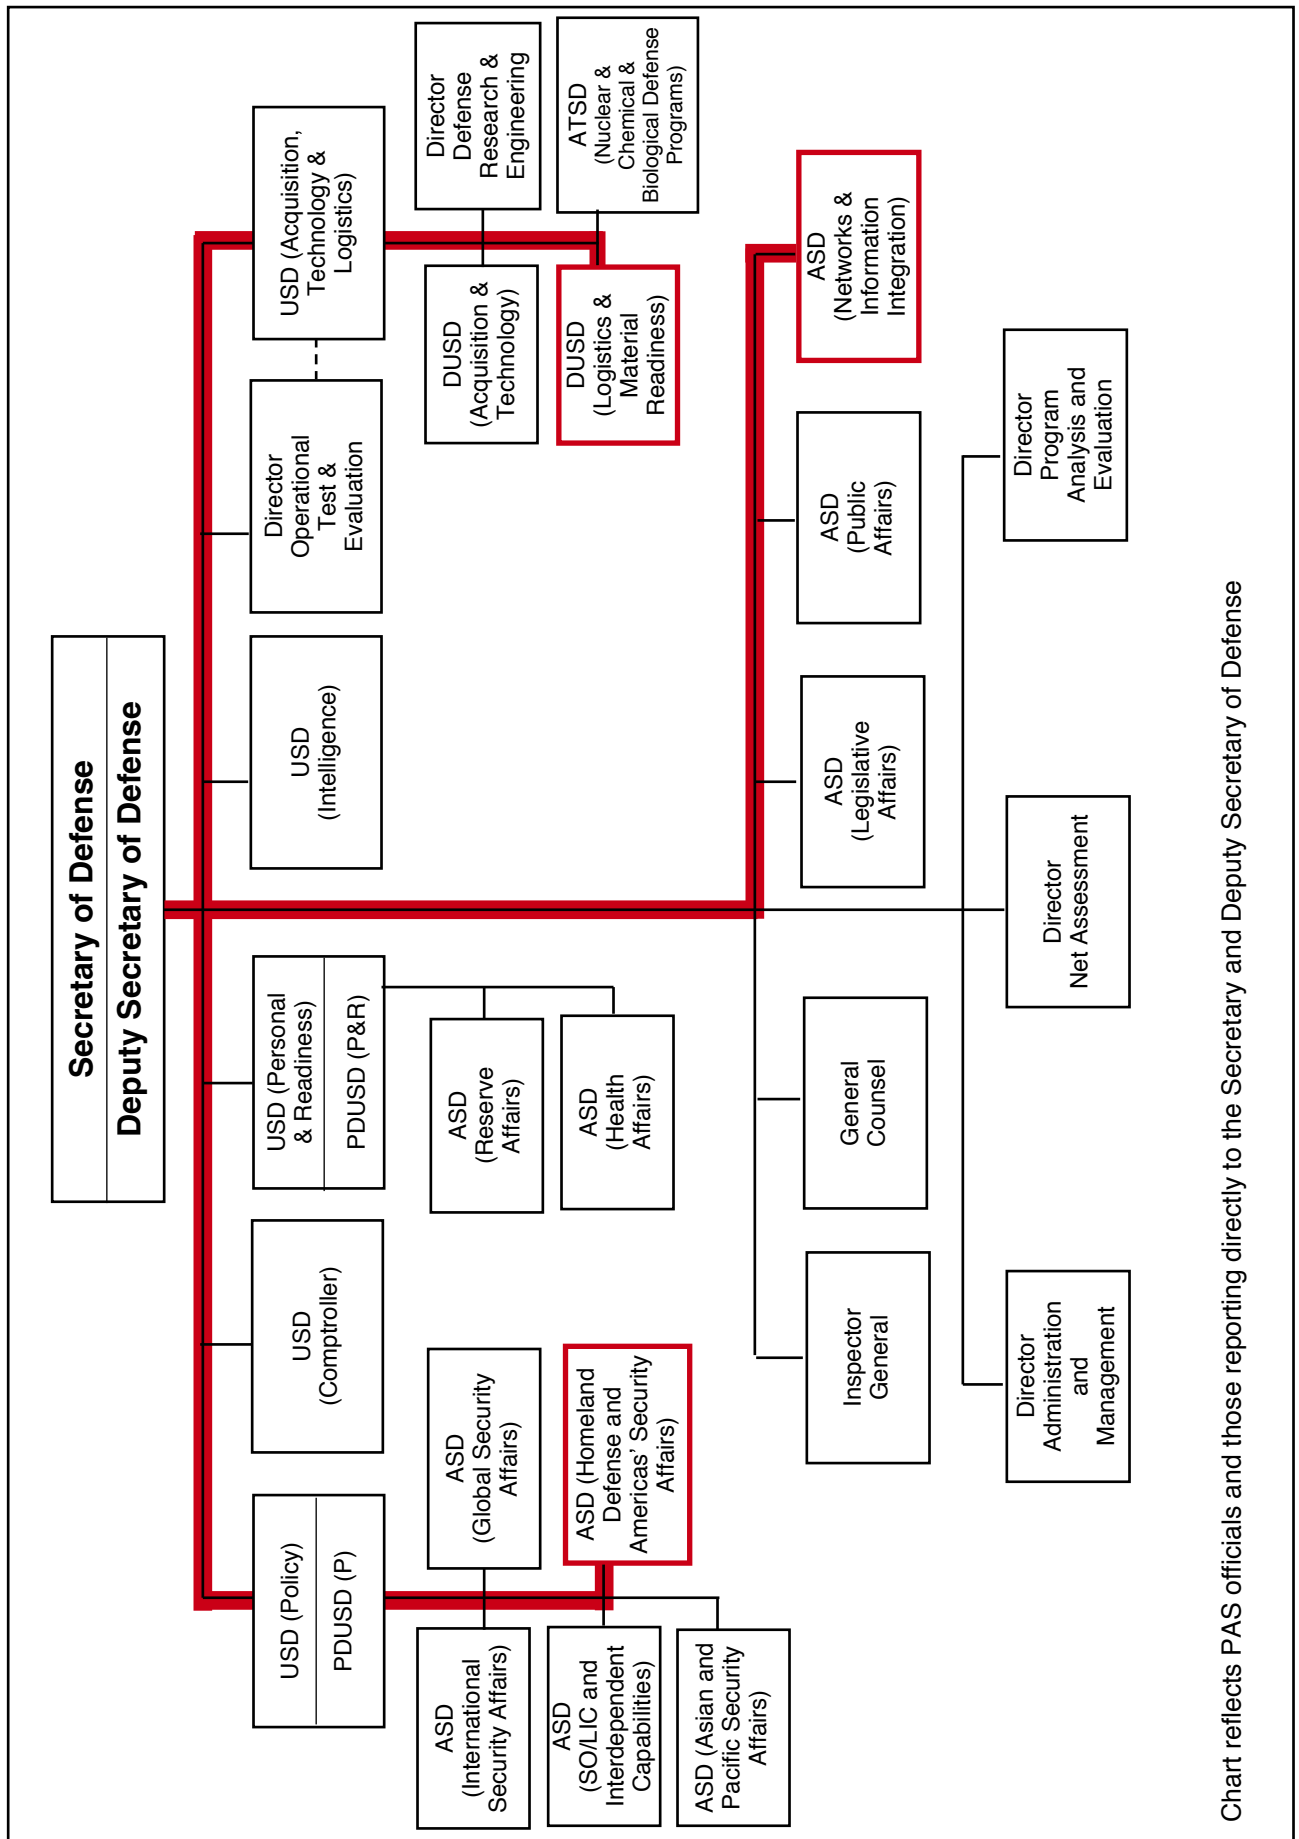 Secretary of Defense
Deputy Secretary of Defense
USD (Policy)
PDUSD (P)
USD
(Comptroller)
USD (Personal
& Readiness)
PDUSD (P&R)
USD
(Intelligence)
Director
Operational
Test &
Evaluation
USD (Acquisition,
Technology &
Logistics)
ASD
(International
Security Affairs)
ASD
(Global Security
Affairs)
ASD
(SO/LIC and
Interdependent
Capabilities)
ASD (Homeland
Defense and
Americas’ Security
Affairs)
ASD (Asian and
Pacific Security
Affairs)
ASD
(Reserve
Affairs)
ASD
(Health
Affairs)
DUSD
(Acquisition &
Technology)
Director
Defense
Research &
Engineering
DUSD
(Logistics &
Material
Readiness)
ATSD
(Nuclear &
Chemical &
Biological Defense
Programs)
Inspector
General
General
Counsel
ASD
(Legislative
Affairs)
ASD
(Public
Affairs)
ASD
(Networks &
Information
Integration)
Director
Administration
and
Management
Director
Net Assessment
Director
Program
Analysis and
Evaluation
Chart reflects PAS officials and those reporting directly to the Secretary and Deputy Secretary of Defense